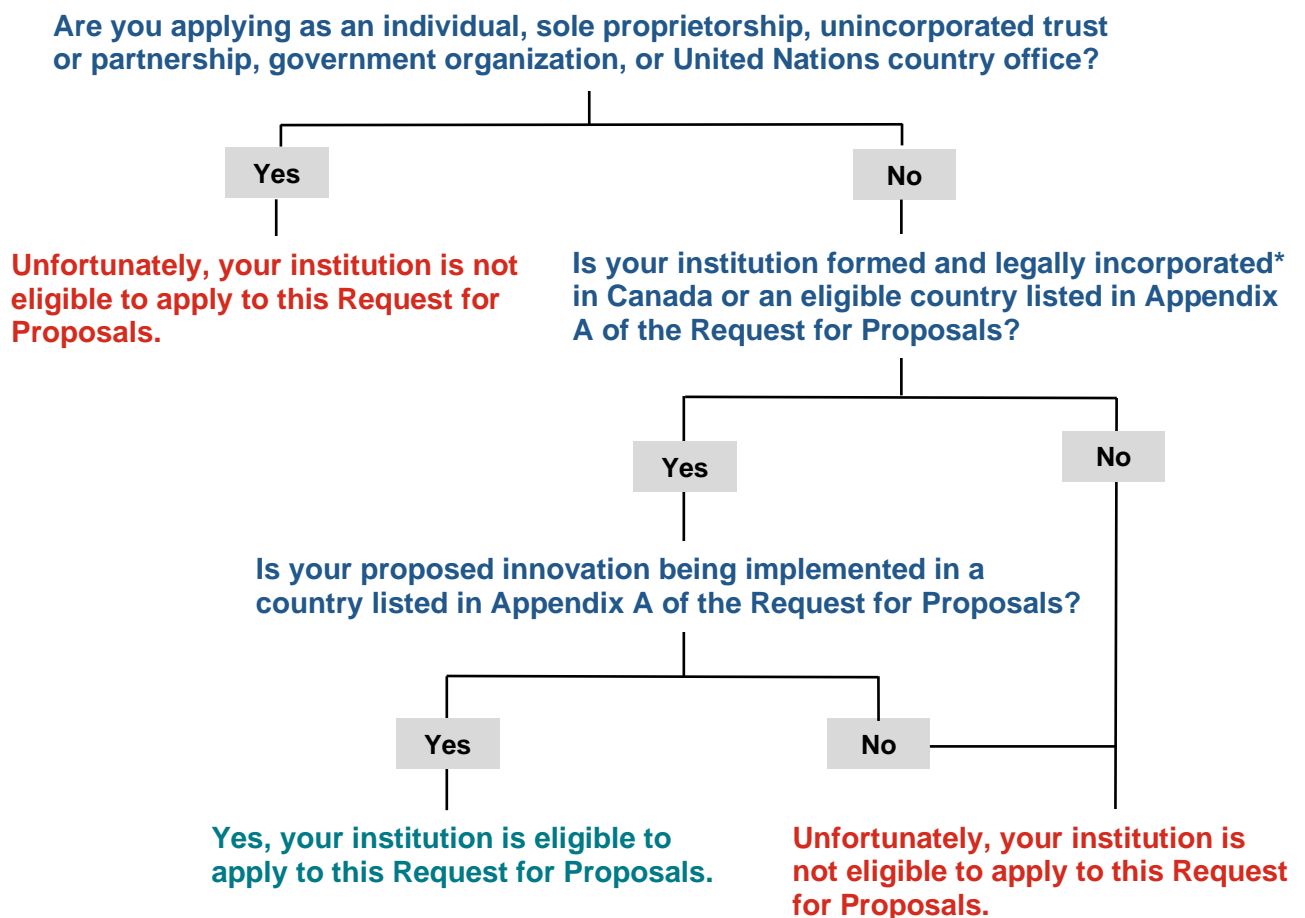 Are you applying as an individual, sole proprietorship, unincorporated trust
or partnership, government organization, or United Nations country office?
Yes
No
Unfortunately, your institution is not
eligible to apply to this Request for
Proposals.
Is your institution formed and legally incorporated*
in Canada or an eligible country listed in Appendix
A of the Request for Proposals?
Yes
No
Is your proposed innovation being implemented in a
country listed in Appendix A of the Request for Proposals?
Yes
No
Yes, your institution is eligible to
apply to this Request for Proposals.
Unfortunately, your institution is
not eligible to apply to this Request
for Proposals.